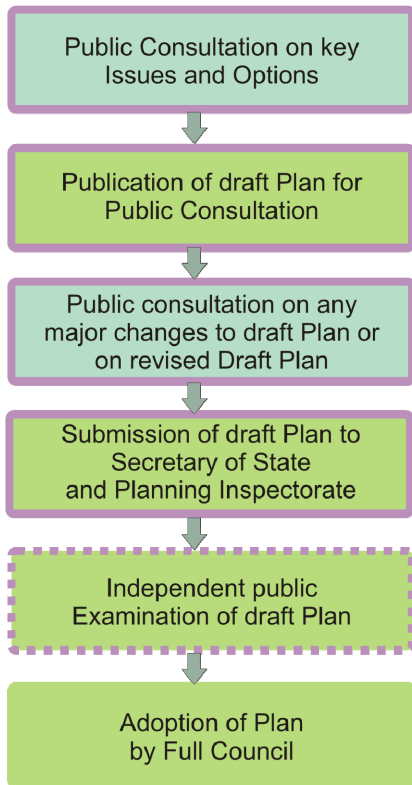 Public Consultation on key
Issues and Options
Publication of draft Plan for
Public Consultation
Public consultation on any
major changes to draft Plan or
on revised Draft Plan
Submission of draft Plan to
Secretary of State
and Planning Inspectorate
Independent public
Examination of draft Plan
Adoption of Plan
by Full Council